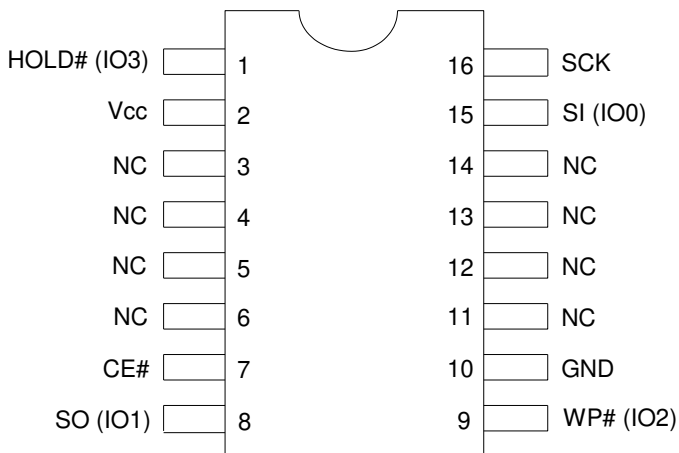 HOLD# (IO3) 1 16 SCK
Vcc 2 15 SI (IO0)
NC 3 14 NC
NC 4 13 NC
NC 5 12 NC
NC 6 11 NC
CE# 7 10 GND
SO (IO1) 8 9 WP# (IO2)